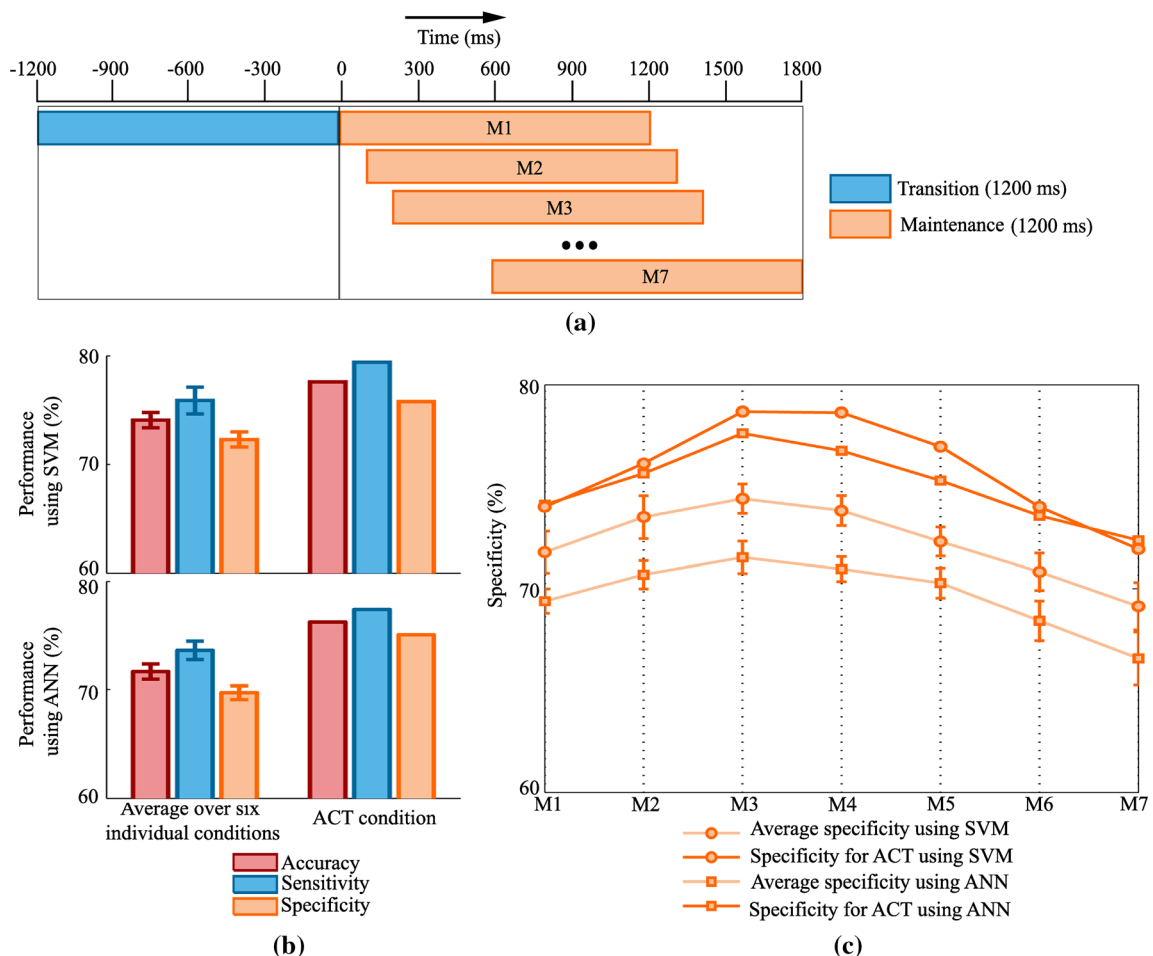 Time (ms)
-1200 -900 -600 -300 0 300 600 900 1200 1500 1800
M1
M2
M3
M7
Transition (1200 ms)
Maintenance (1200 ms)
(a)
Performance
using SVM (%)
80
70
60
Performance
using ANN (%)
80
70
60
Average over six
individual conditions
ACT condition
Accuracy
Sensitivity
Specificity
(b)
Specificity (%)
80
70
60
M1 M2 M3 M4 M5 M6 M7
Average specificity using SVM
Specificity for ACT using SVM
Average specificity using ANN
Specificity for ACT using ANN
(c)